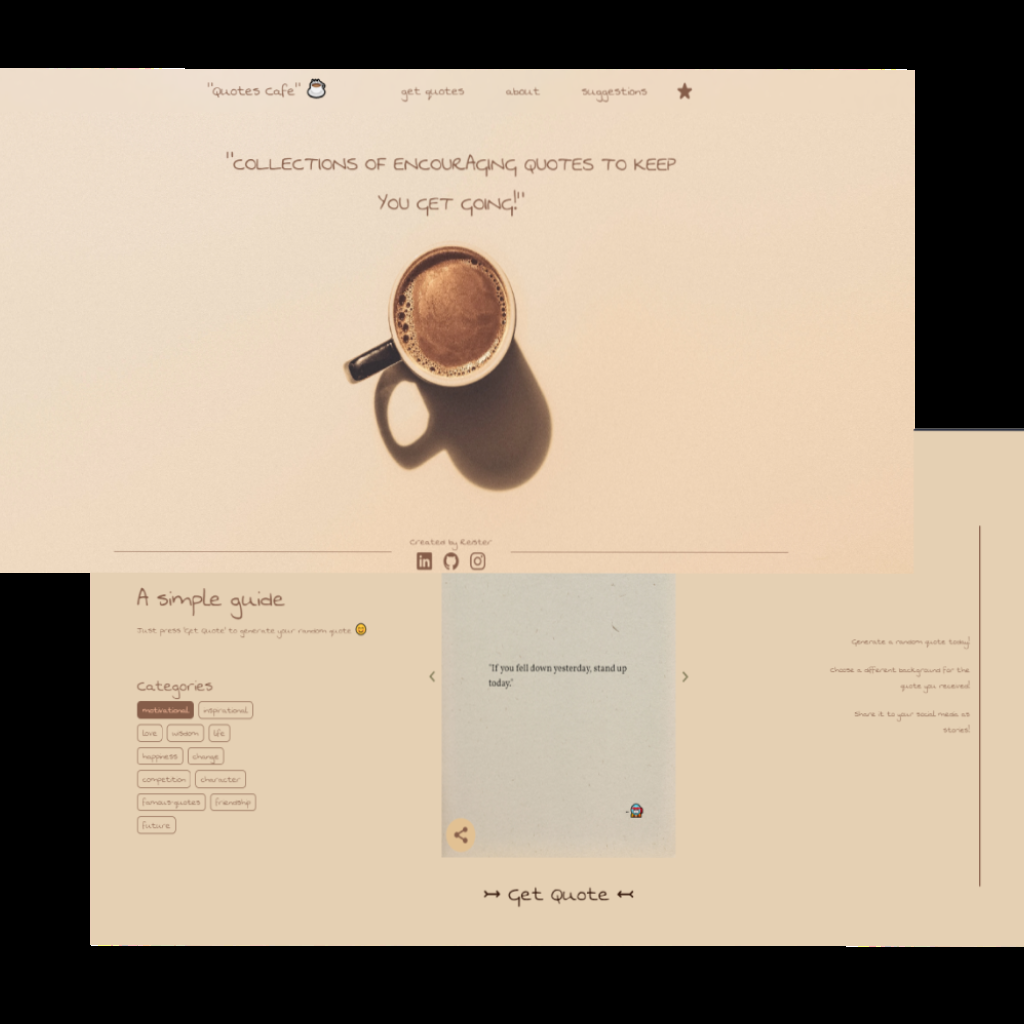 "Quotes Cafe"
get quotes
about
suggestions
"COLLECTIONS OF ENCOURAGING QUOTES TO KEEP
YOU GET GOING!"
Created by Reister
in
A simple guide
Just press 'Get Quote' to generate your random quote
Categories
motivational
inspirational
love
wisdom
life
happiness
change
competition
character
famous-quotes
friendship
future
"If you fell down yesterday, stand up
today."
Get Quote
Generate a random quote today!
Choose a different background for the
quote you received!
Share it to your social media as
stories!